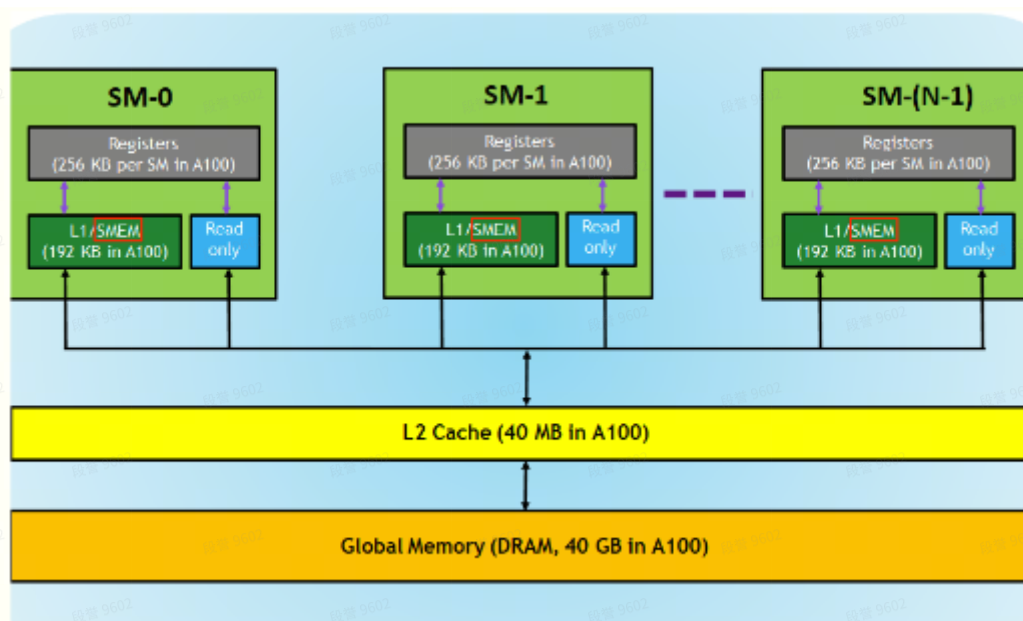 SM-0
Registers
(256 KB per SM in A100)
L1/SMEM
(192 KB in A100)
Read
only
SM-1
Registers
(256 KB per SM in A100)
L1/SMEM
(192 KB in A100)
Read
only
SM-(N-1)
Registers
(256 KB per SM in A100)
L1/SMEM
(192 KB in A100)
Read
only
L2 Cache (40 MB in A100)
Global Memory (DRAM, 40 GB in A100)